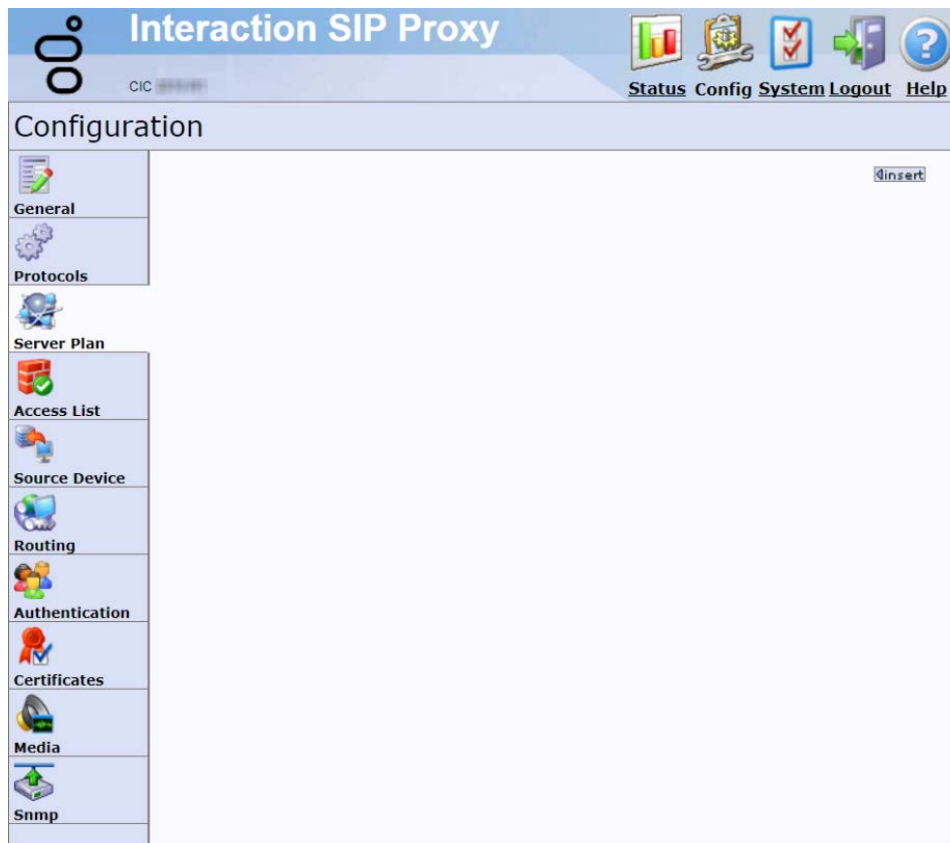 Interaction SIP Proxy
CIC
Status Config System Logout Help
Configuration
insert
General
Protocols
Server Plan
Access List
Source Device
Routing
Authentication
Certificates
Media
Snmp